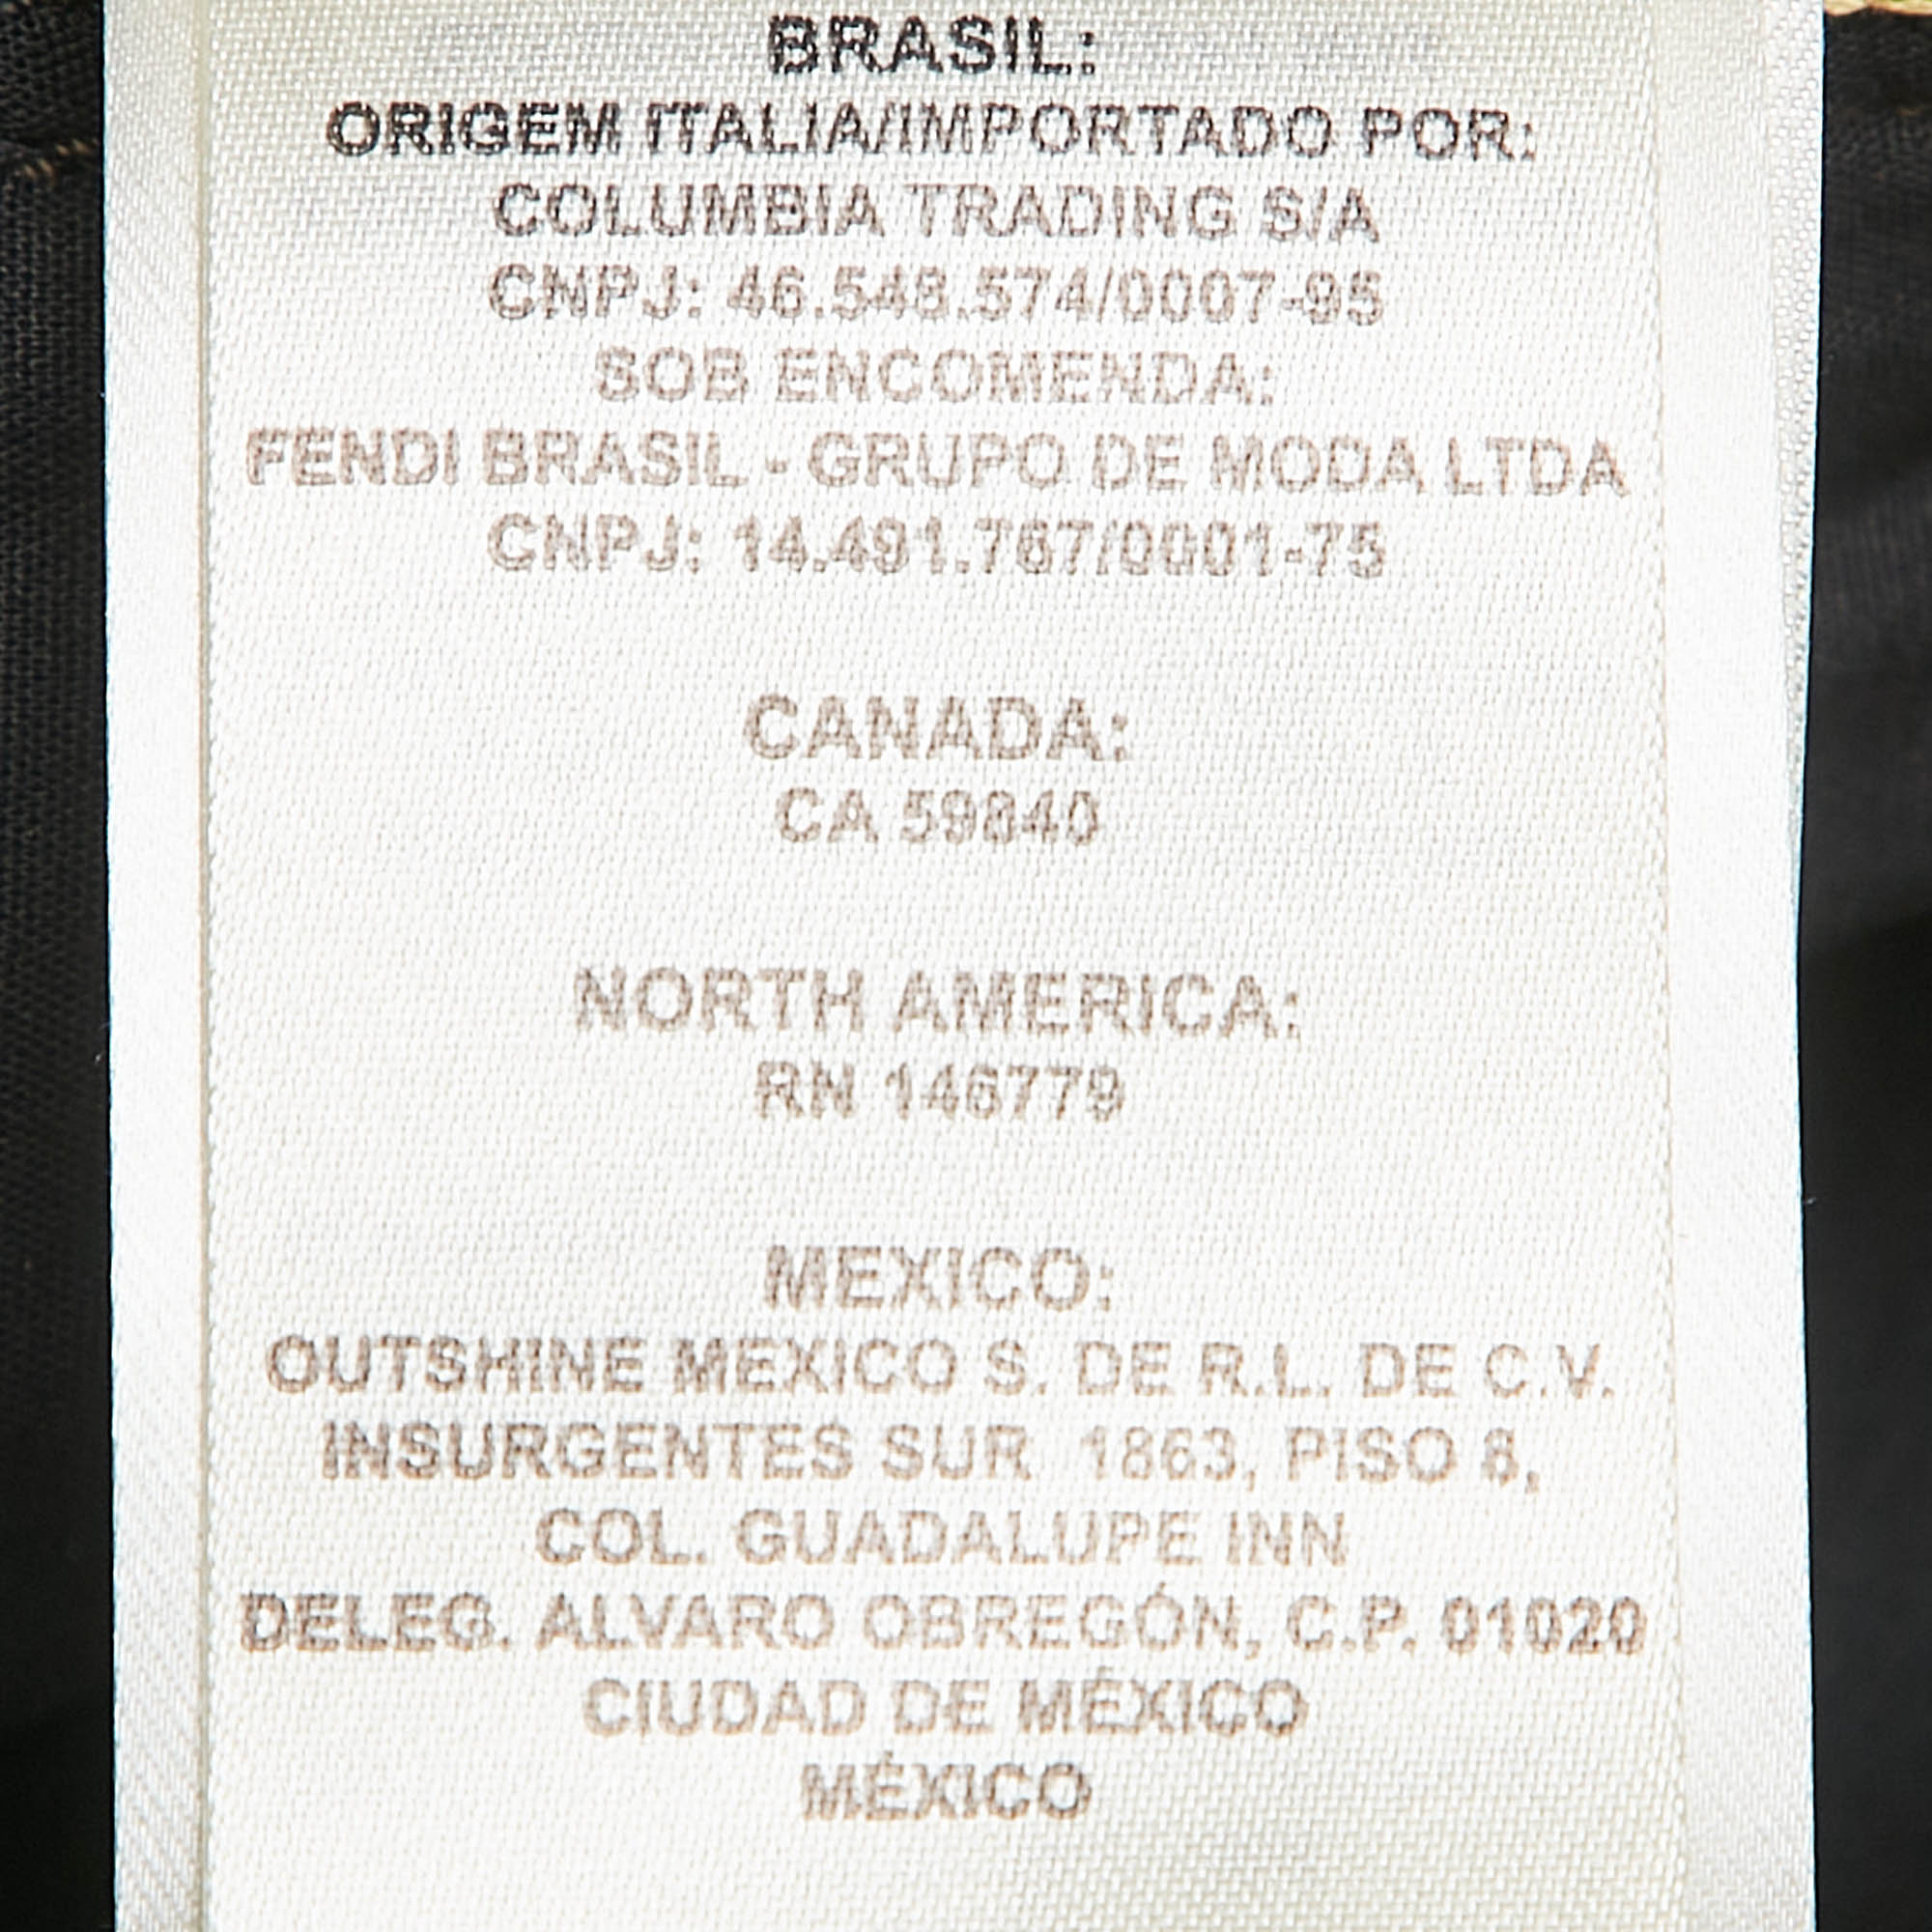 BRASIL:
ORIGEM ITALIA/IMPORTADO POR:
COLUMBIA TRADING S/A
CNPJ: 46.548.574/0007-95
SOB ENCOMENDA:
FENDI BRASIL - GRUPO DE MODA LTDA
CNPJ: 14.491.767/0001-75
CANADA:
CA 59840
NORTH AMERICA:
RN 146779
MEXICO:
OUTSHINE MEXICO S. DE R.L. DE C.V.
INSURGENTES SUR 1863, PISO 8,
COL. GUADALUPE INN
DELEG. ALVARO OBREGÓN, C.P. 01020
CIUDAD DE MÉXICO
MÉXICO